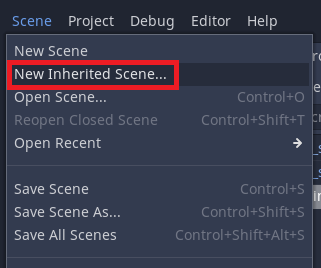 Scene Project Debug Editor Help
New Scene
New Inherited Scene...
Open Scene... Control+O
Reopen Closed Scene Control+Shift+T
Open Recent
Save Scene Control+S
Save Scene As... Control+Shift+S
Save All Scenes Control+Shift+Alt+S